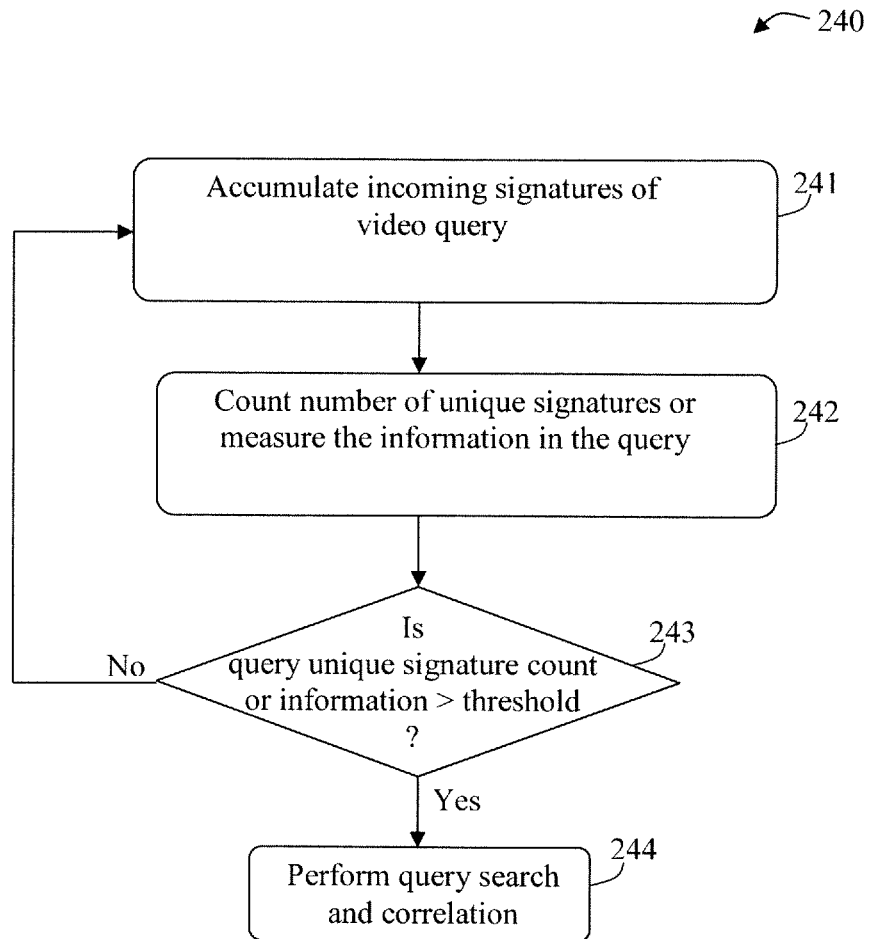 240
Accumulate incoming signatures of
video query
241
Count number of unique signatures or
measure the information in the query
242
Is
query unique signature count
or information > threshold
?
243
No
Yes
Perform query search
and correlation
244